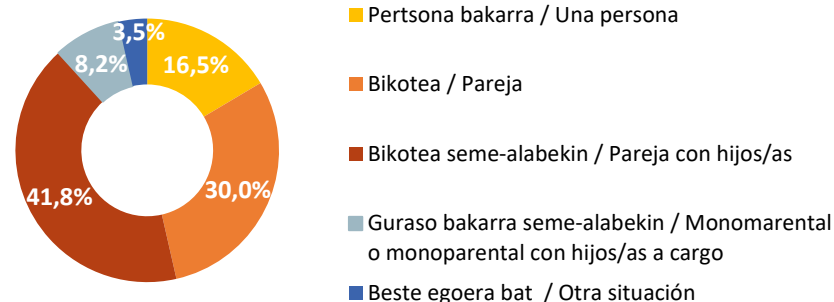 3,5%
16,5%
8,2%
30,0%
41,8%
Pertsona bakarra / Una persona
Bikotea / Pareja
Bikotea seme-alabekin / Pareja con hijos/as
Guraso bakarra seme-alabekin / Monomarental
o monoparental con hijos/as a cargo
Beste egoera bat / Otra situación